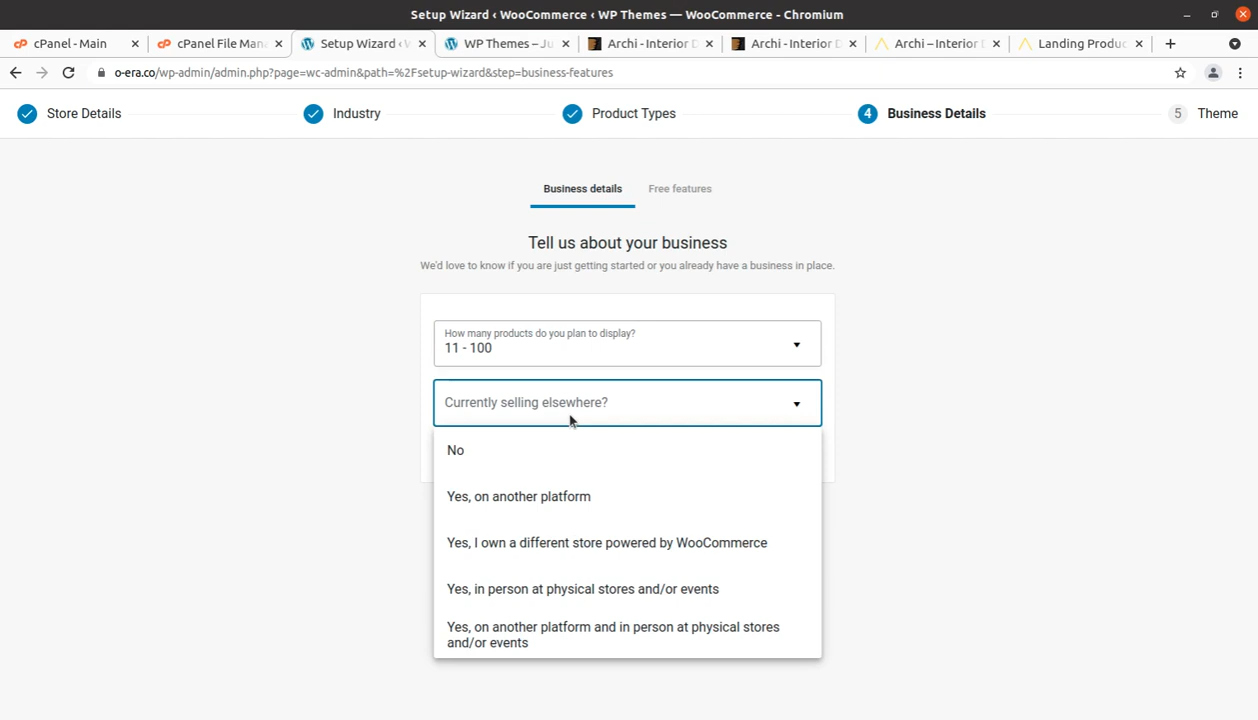 Setup Wizard ‹ WooCommerce ‹ WP Themes — WooCommerce - Chromium
cPanel - Main
cPanel File Mana
Setup Wizard ‹ W
WP Themes – Ju
Archi - Interior D
Archi - Interior D
Archi – Interior D
Landing Produc
o-era.co/wp-admin/admin.php?page=wc-admin&path=%2Fsetup-wizard&step=business-features
Store Details
Industry
Product Types
4 Business Details
5 Theme
Business details
Free features
Tell us about your business
We'd love to know if you are just getting started or you already have a business in place.
How many products do you plan to display?
11 - 100
Currently selling elsewhere?
No
Yes, on another platform
Yes, I own a different store powered by WooCommerce
Yes, in person at physical stores and/or events
Yes, on another platform and in person at physical stores
and/or events